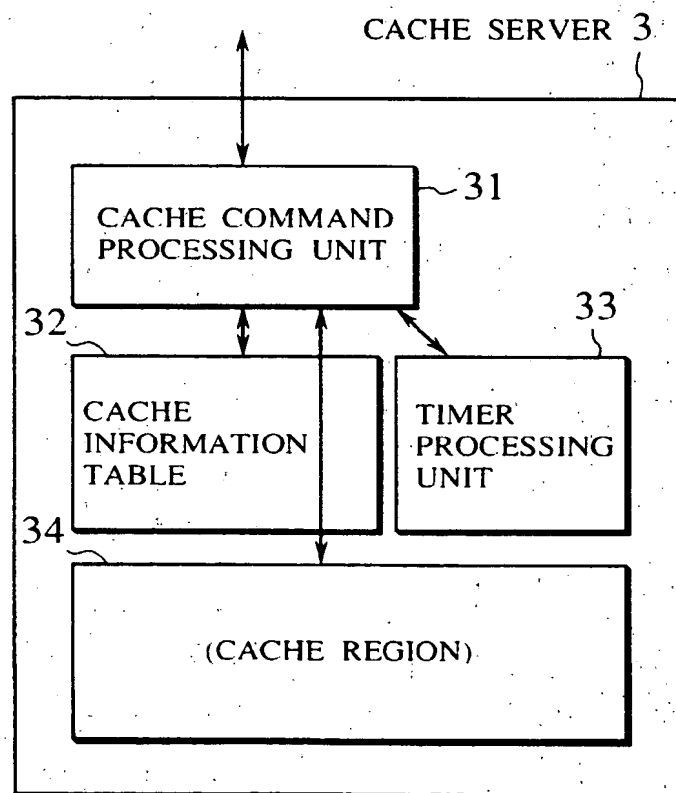 CACHE SERVER 3
31
CACHE COMMAND
PROCESSING UNIT
32
33
CACHE
INFORMATION
TABLE
TIMER
PROCESSING
UNIT
34
(CACHE REGION)